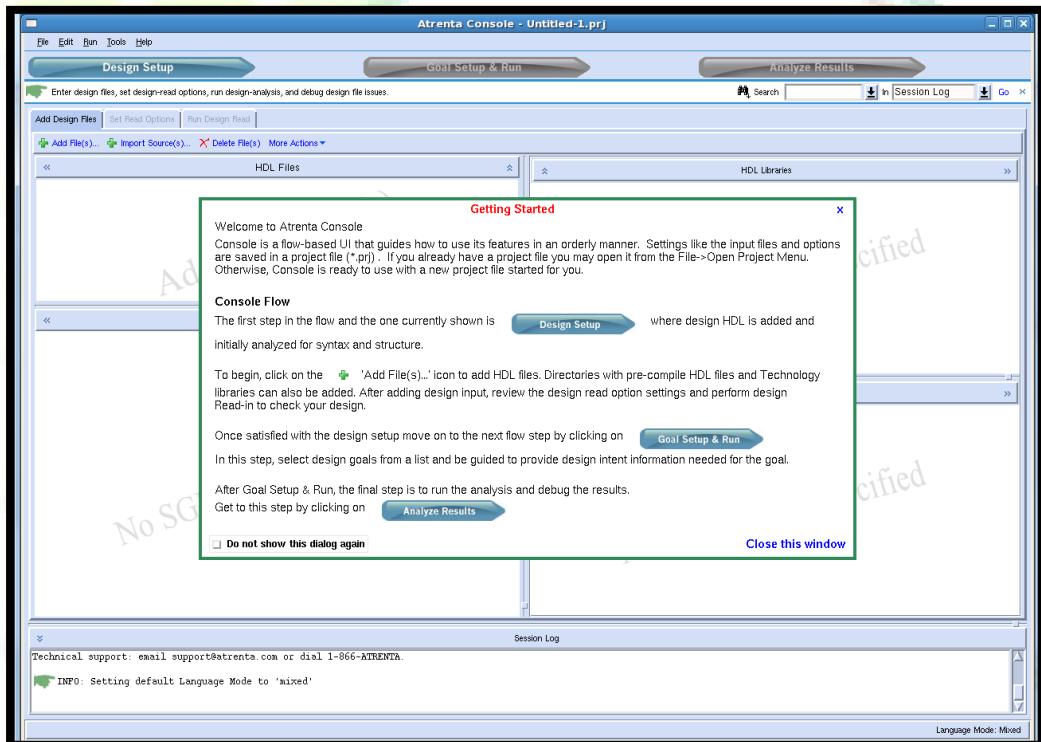 Atrenta Console - Untitled-1.prj
File Edit Run Tools Help
Design Setup
Goal Setup & Run
Analyze Results
Enter design files, set design-read options, run design-analysis, and debug design file issues.
Search
In
Session Log
Go
Add Design Files
Set Read Options
Run Design Read
Add File(s)...
Import Source(s)...
Delete File(s)
More Actions
HDL Files
HDL Libraries
Getting Started
x
Welcome to Atrenta Console
Console is a flow-based UI that guides how to use its features in an orderly manner. Settings like the input files and options
are saved in a project file (*.prj) . If you already have a project file you may open it from the File->Open Project Menu.
Otherwise, Console is ready to use with a new project file started for you.
Console Flow
The first step in the flow and the one currently shown is Design Setup where design HDL is added and
initially analyzed for syntax and structure.
To begin, click on the 'Add File(s)...' icon to add HDL files. Directories with pre-compile HDL files and Technology
libraries can also be added. After adding design input, review the design read option settings and perform design
Read-in to check your design.
Once satisfied with the design setup move on to the next flow step by clicking on Goal Setup & Run
In this step, select design goals from a list and be guided to provide design intent information needed for the goal.
After Goal Setup & Run, the final step is to run the analysis and debug the results.
Get to this step by clicking on Analyze Results
Do not show this dialog again
Close this window
No SG
Session Log
Technical support: email support@atrenta.com or dial 1-866-ATRENTA.
INFO: Setting default Language Mode to 'mixed'
Language Mode: Mixed